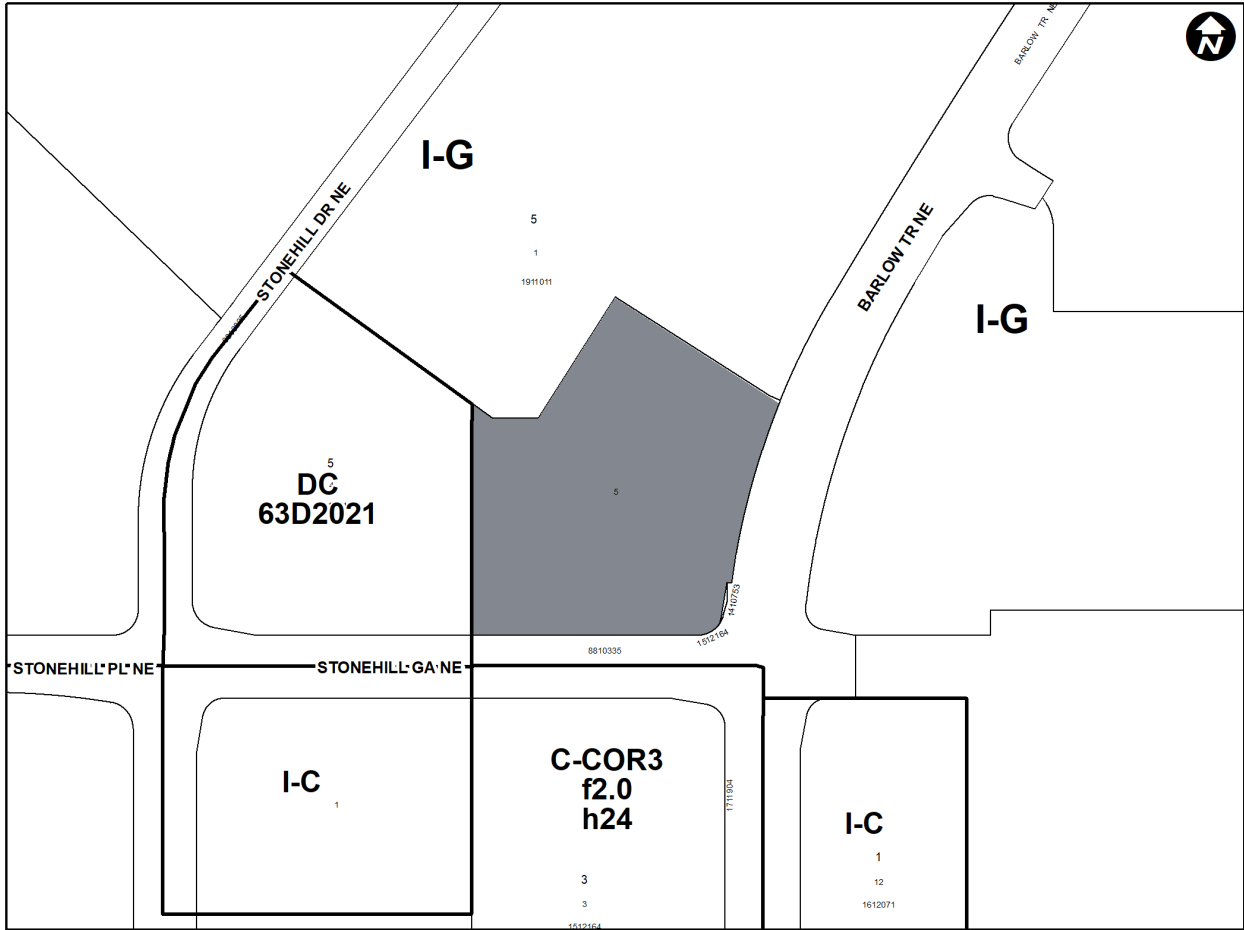 BARLOW TR NE
N
I-G
STONEHILL DR NE
5
1
1911011
BARLOW TR NE
I-G
5
DC
63D2021
5
1410753
1512164
8810335
STONEHILL PL NE
STONEHILL GA NE
C-COR3
f2.0
h24
I-C
1
1711904
I-C
1
12
1612071
3
3
1512164